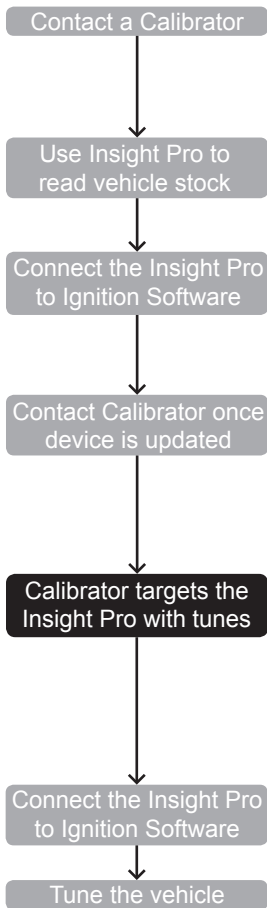 Contact a Calibrator
Use Insight Pro to
read vehicle stock
Connect the Insight Pro
to Ignition Software
Contact Calibrator once
device is updated
Calibrator targets the
Insight Pro with tunes
Connect the Insight Pro
to Ignition Software
Tune the vehicle